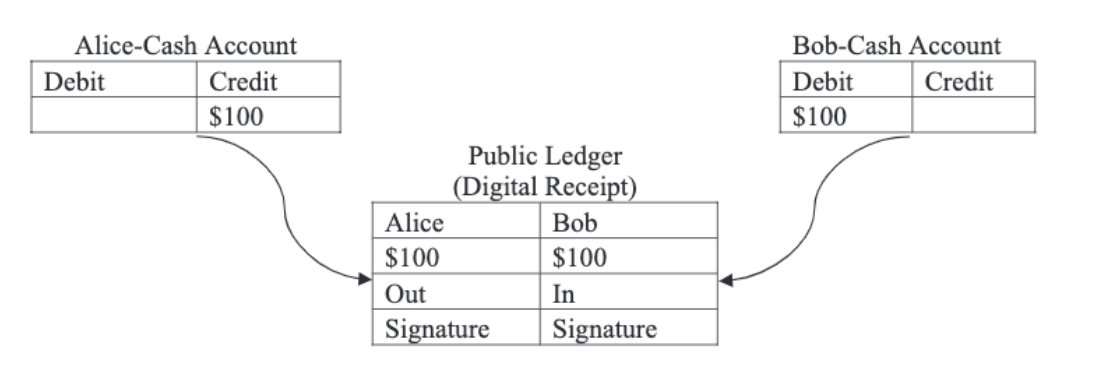 Alice-Cash Account
Debit Credit
$100
Bob-Cash Account
Debit Credit
$100
Public Ledger
(Digital Receipt)
Alice Bob
$100 $100
Out In
Signature Signature